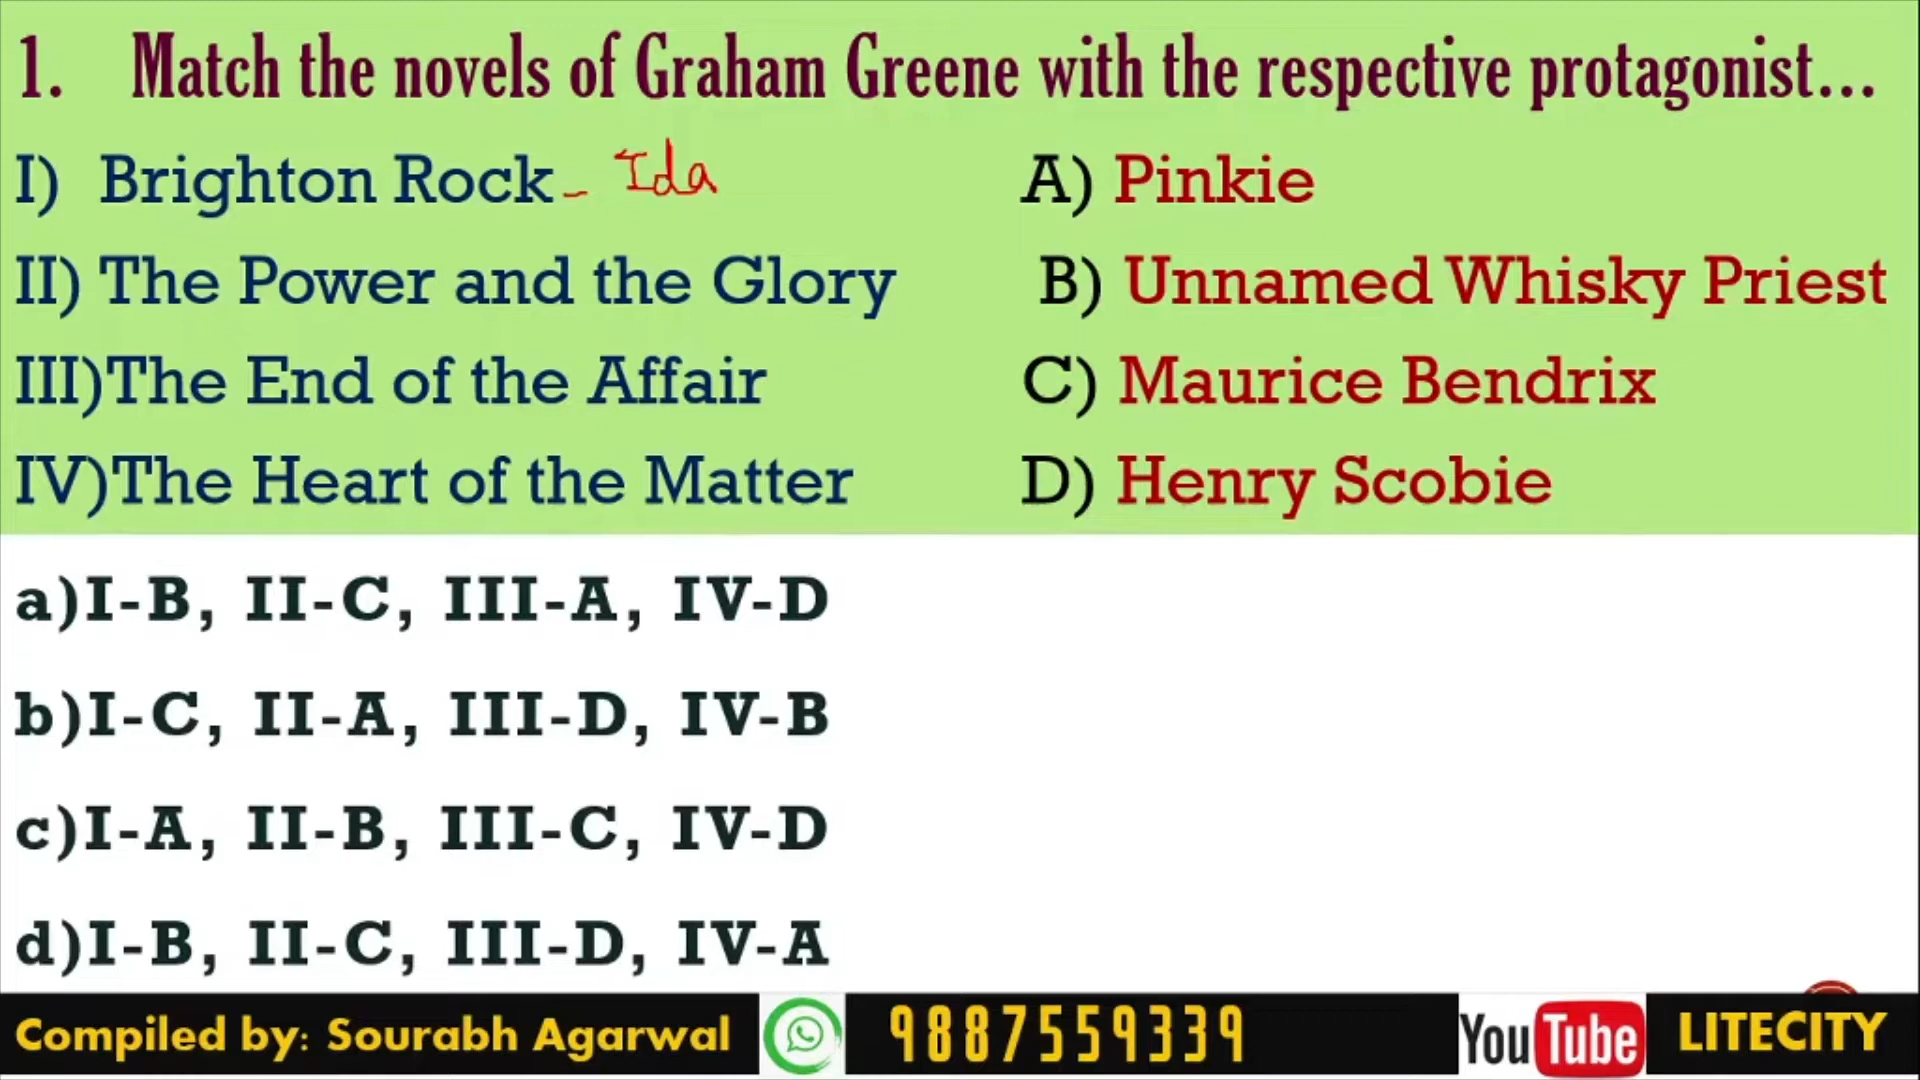 1. Match the novels of Graham Greene with the respective protagonist...
I) Brighton Rock - Ida A) Pinkie
II) The Power and the Glory B) Unnamed Whisky Priest
III)The End of the Affair C) Maurice Bendrix
IV)The Heart of the Matter D) Henry Scobie
a)I-B, II-C, III-A, IV-D
b)I-C, II-A, III-D, IV-B
c)I-A, II-B, III-C, IV-D
d)I-B, II-C, III-D, IV-A
Compiled by: Sourabh Agarwal 9887559339 YouTube LITECITY